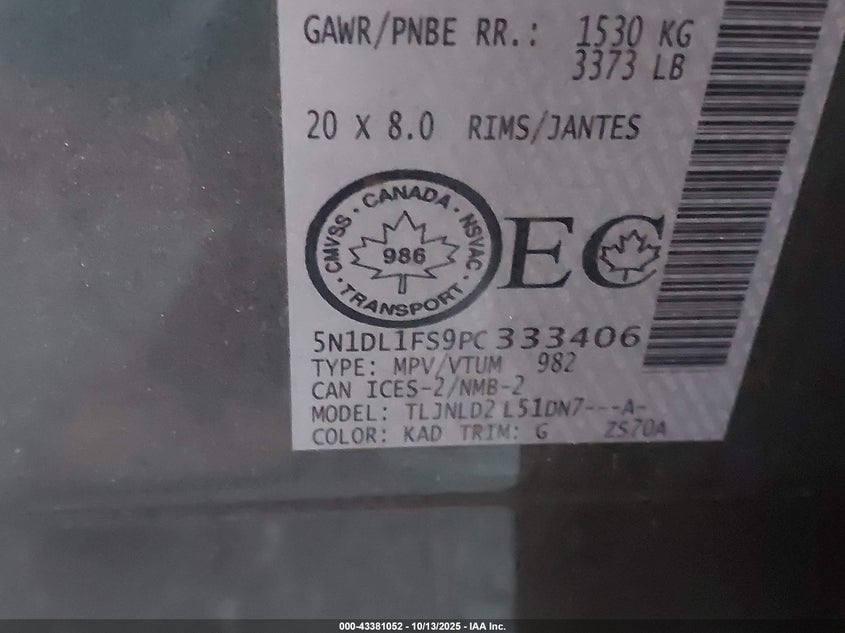 GAWR/PNBE RR.: 1530 KG
3373 LB
20 X 8.0 RIMS/JANTES
CMVSS · CANADA · NSVAC · TRANSPORT ·
986
EC
5N1DL1FS9PC333406
TYPE: MPV/VTUM 982
CAN ICES-2/NMB-2
MODEL: TLJNLD2 L51DN7---A-
COLOR: KAD TRIM: G ZS70A
000-43381052 - 10/13/2025 - IAA Inc.